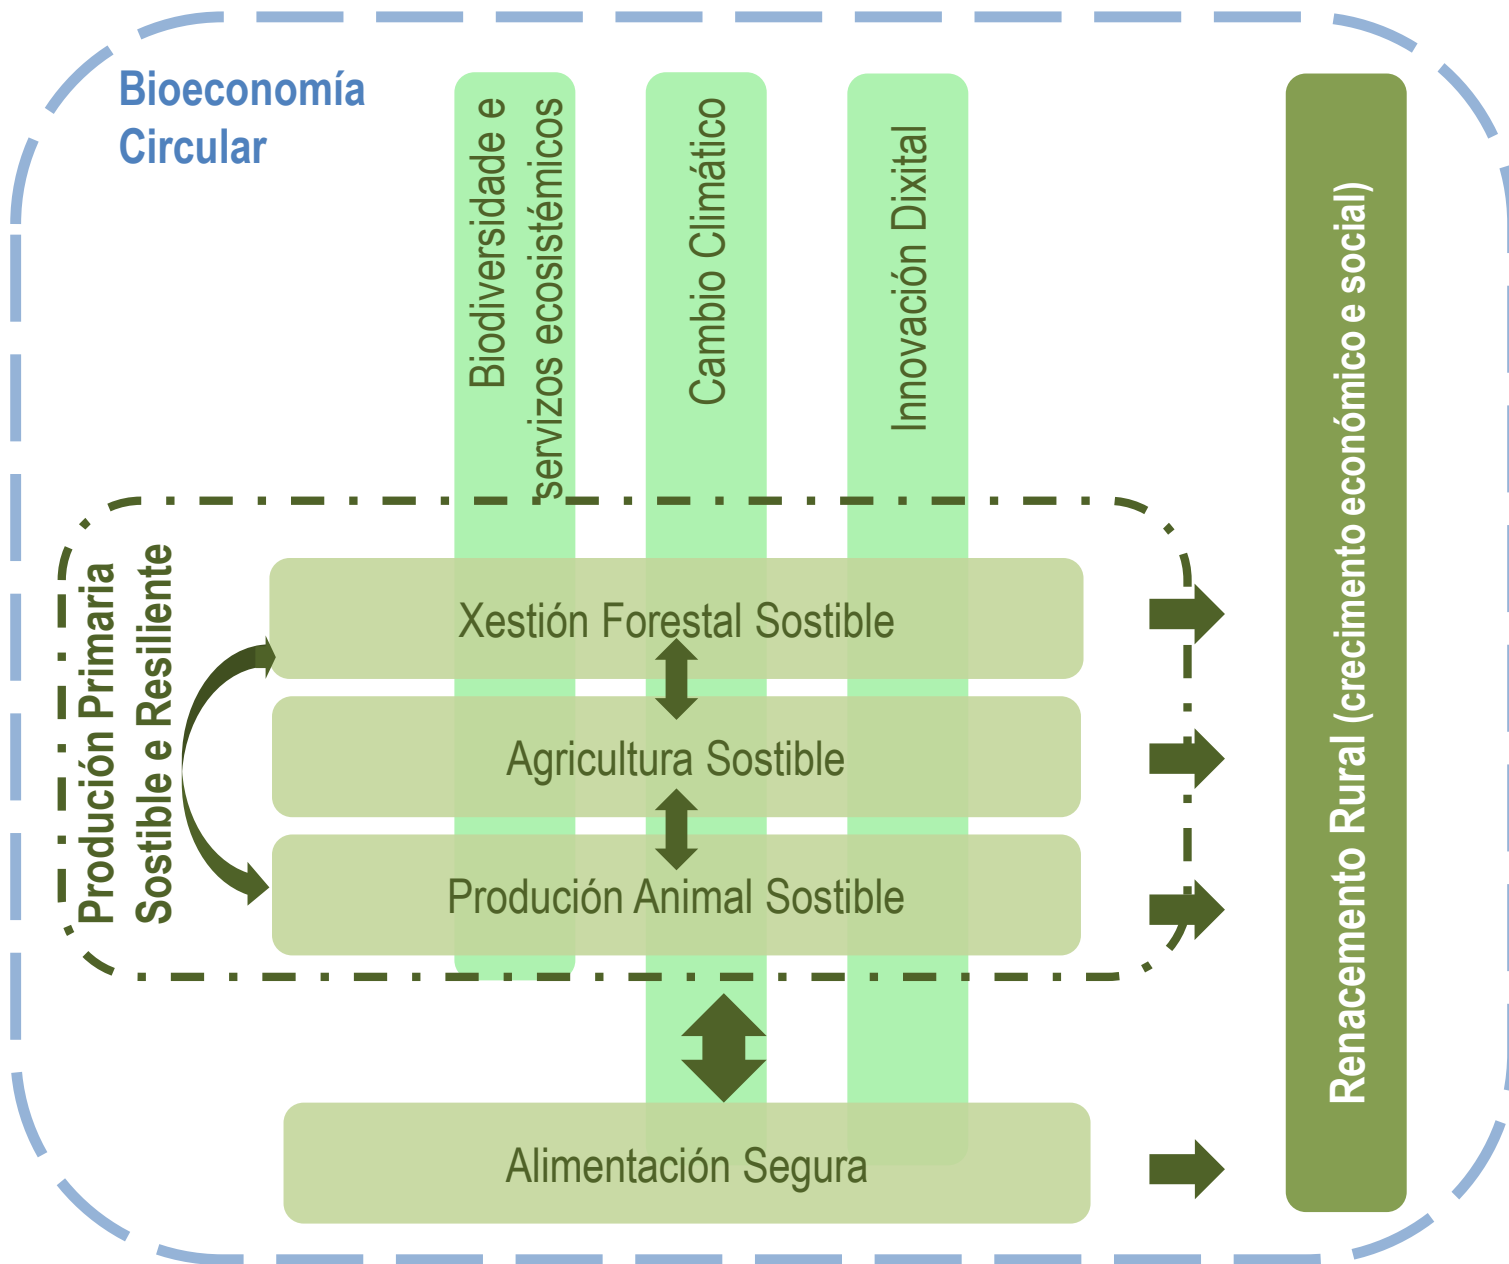 Bioeconomía
Circular
Biodiversidade e
servizos ecosistémicos
Cambio Climático
Innovación Dixital
Produción Primaria
Sostible e Resiliente
Xestión Forestal Sostible
Agricultura Sostible
Produción Animal Sostible
Alimentación Segura
Renacemento Rural (crecimento económico e social)